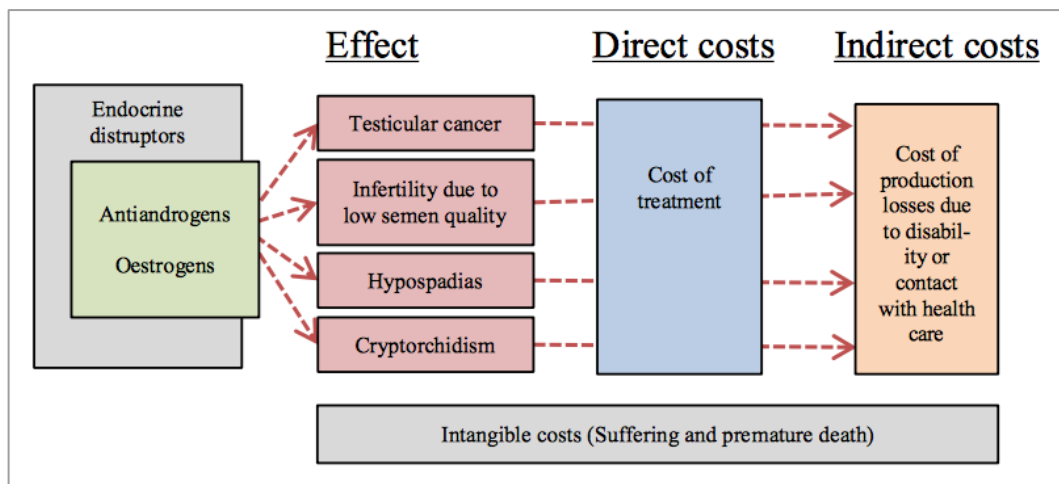 Effect
Direct costs
Indirect costs
Endocrine
distruptors
Antiandrogens
Oestrogens
Testicular cancer
Infertility due to
low semen quality
Hypospadias
Cryptorchidism
Cost of
treatment
Cost of
production
losses due
to disabil-
ity or
contact
with health
care
Intangible costs (Suffering and premature death)